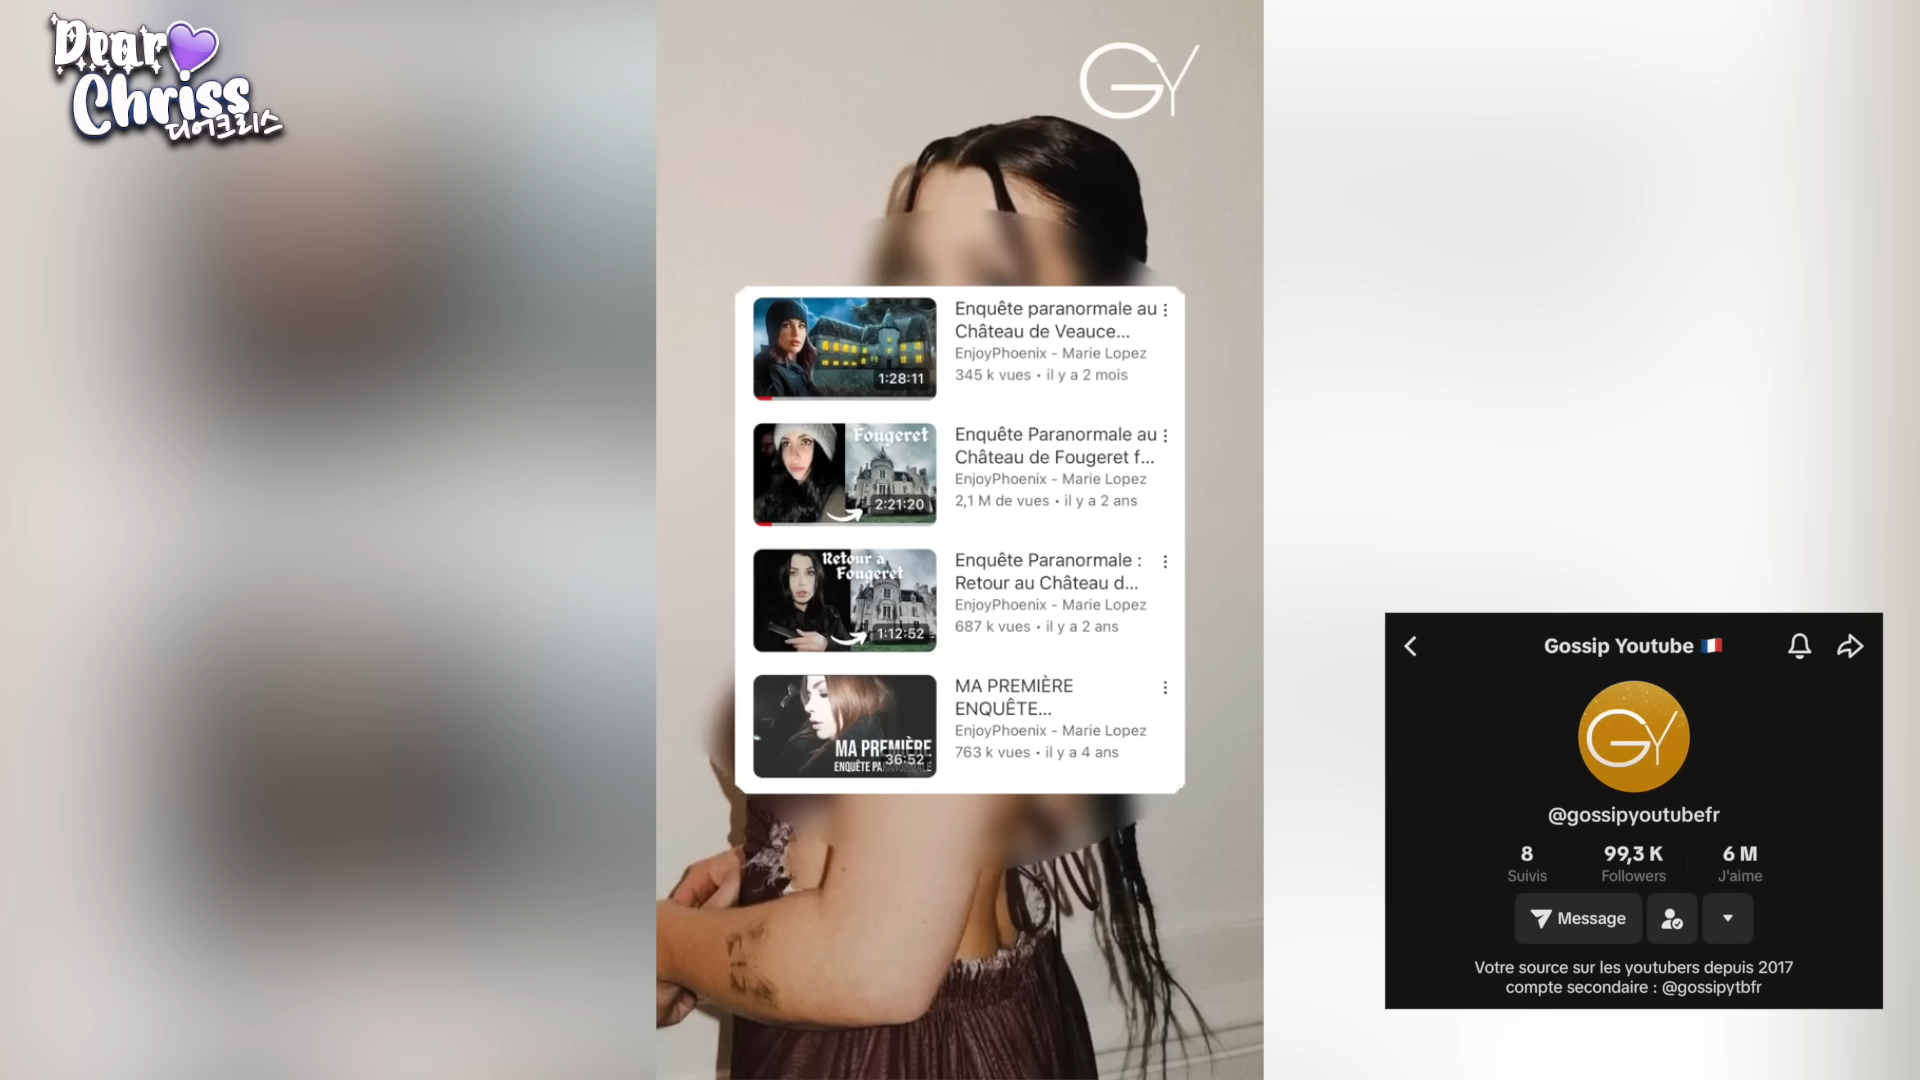 Dear
Chriss
디어크리스
GY
Enquête paranormale au
Château de Veauce...
EnjoyPhoenix - Marie Lopez
345 k vues • il y a 2 mois
1:28:11
Fougeret
2:21:20
Enquête Paranormale au
Château de Fougeret f...
EnjoyPhoenix - Marie Lopez
2,1 M de vues • il y a 2 ans
Retour à
Fougeret
1:12:52
Enquête Paranormale :
Retour au Château d...
EnjoyPhoenix - Marie Lopez
687 k vues • il y a 2 ans
MA PREMIÈRE
ENQUÊTE PARANORMALE
36:52
MA PREMIÈRE
ENQUÊTE...
EnjoyPhoenix - Marie Lopez
763 k vues • il y a 4 ans
Gossip Youtube
GY
@gossipyoutubefr
8
Suivis
99,3 K
Followers
6 M
J'aime
Message
Votre source sur les youtubers depuis 2017
compte secondaire : @gossipytbfr